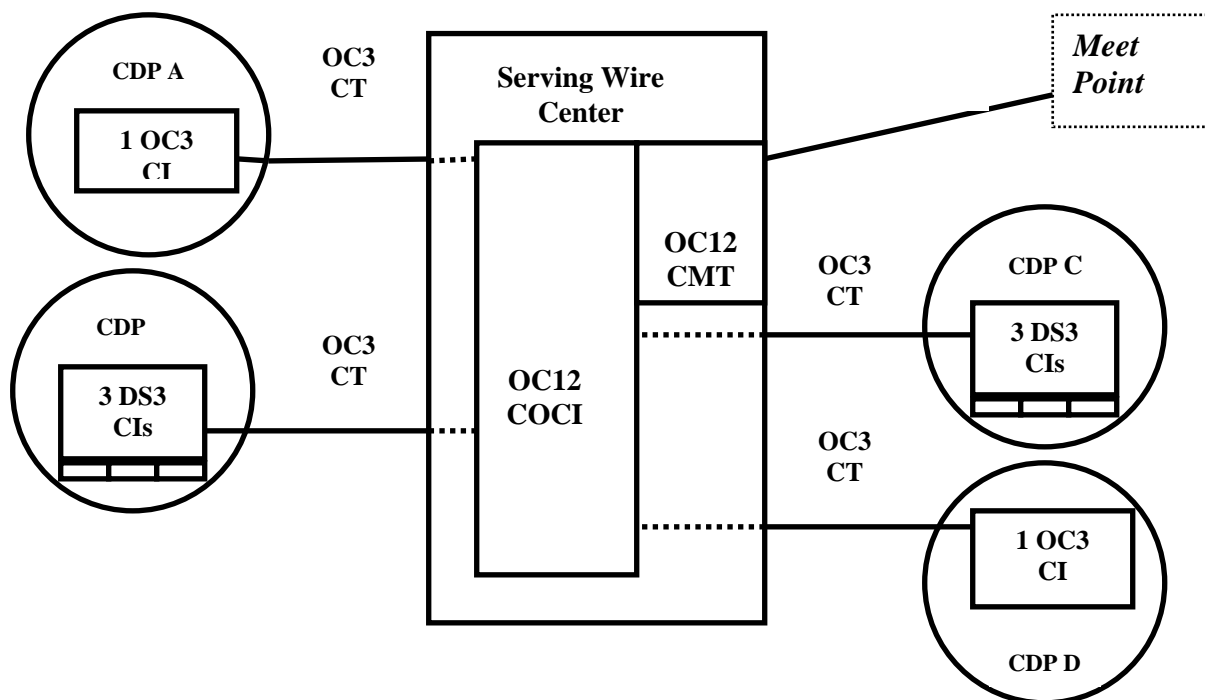 CDP A
1 OC3
CI
OC3
CT
Serving Wire
Center
Meet
Point
CDP
3 DS3
CIs
OC3
CT
OC12
COCI
OC12
CMT
OC3
CT
CDP C
3 DS3
CIs
OC3
CT
1 OC3
CI
CDP D